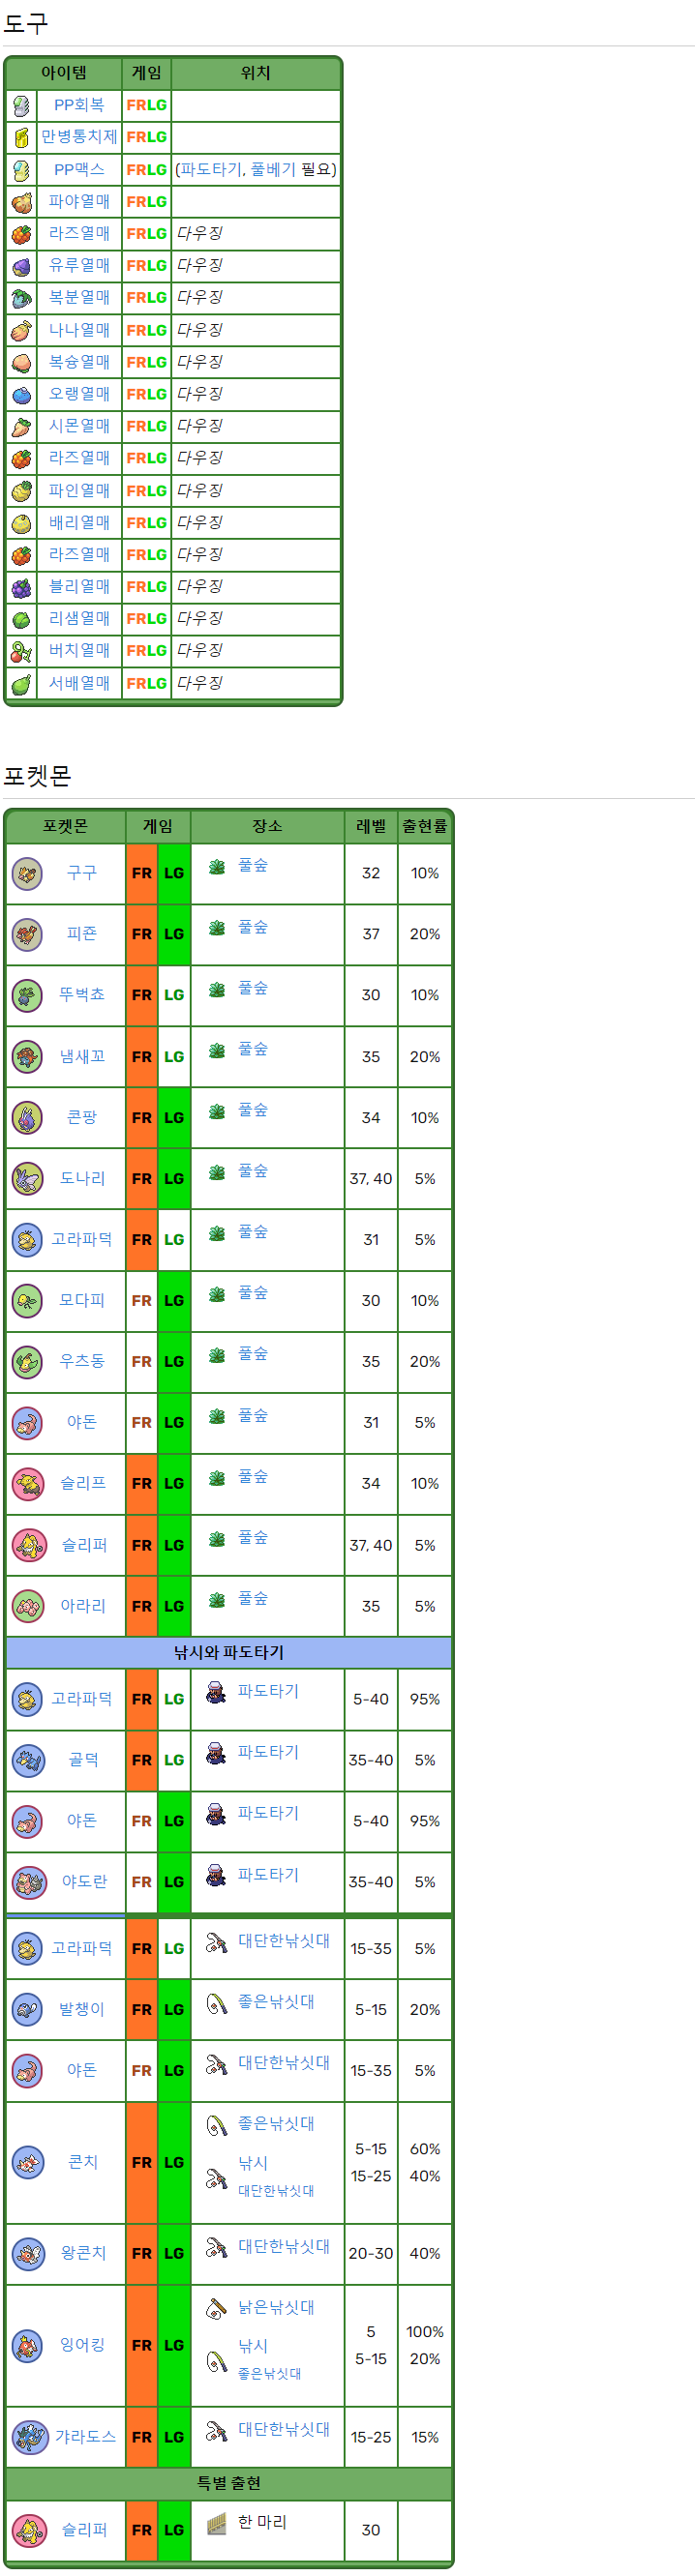 도구
아이템 게임 위치
PP회복 FRLG
만병통치제 FRLG
PP맥스 FRLG (파도타기, 풀베기 필요)
파야열매 FRLG
라즈열매 FRLG 다우징
유루열매 FRLG 다우징
복분열매 FRLG 다우징
나나열매 FRLG 다우징
복슝열매 FRLG 다우징
오랭열매 FRLG 다우징
시몬열매 FRLG 다우징
라즈열매 FRLG 다우징
파인열매 FRLG 다우징
배리열매 FRLG 다우징
라즈열매 FRLG 다우징
블리열매 FRLG 다우징
리샘열매 FRLG 다우징
버치열매 FRLG 다우징
서배열매 FRLG 다우징
포켓몬
포켓몬 게임 장소 레벨 출현률
구구 FR LG 풀숲 32 10%
피죤 FR LG 풀숲 37 20%
뚜벅쵸 FR LG 풀숲 30 10%
냄새꼬 FR LG 풀숲 35 20%
콘팡 FR LG 풀숲 34 10%
도나리 FR LG 풀숲 37, 40 5%
고라파덕 FR LG 풀숲 31 5%
모다피 FR LG 풀숲 30 10%
우츠동 FR LG 풀숲 35 20%
야돈 FR LG 풀숲 31 5%
슬리프 FR LG 풀숲 34 10%
슬리퍼 FR LG 풀숲 37, 40 5%
아라리 FR LG 풀숲 35 5%
낚시와 파도타기
고라파덕 FR LG 파도타기 5-40 95%
골덕 FR LG 파도타기 35-40 5%
야돈 FR LG 파도타기 5-40 95%
야도란 FR LG 파도타기 35-40 5%
고라파덕 FR LG 대단한낚싯대 15-35 5%
발챙이 FR LG 좋은낚싯대 5-15 20%
야돈 FR LG 대단한낚싯대 15-35 5%
콘치 FR LG 좋은낚싯대 5-15 60%
낚시 15-25 40%
대단한낚싯대
왕콘치 FR LG 대단한낚싯대 20-30 40%
잉어킹 FR LG 낡은낚싯대 5 100%
낚시 5-15 20%
좋은낚싯대
갸라도스 FR LG 대단한낚싯대 15-25 15%
특별 출현
슬리퍼 FR LG 한 마리 30